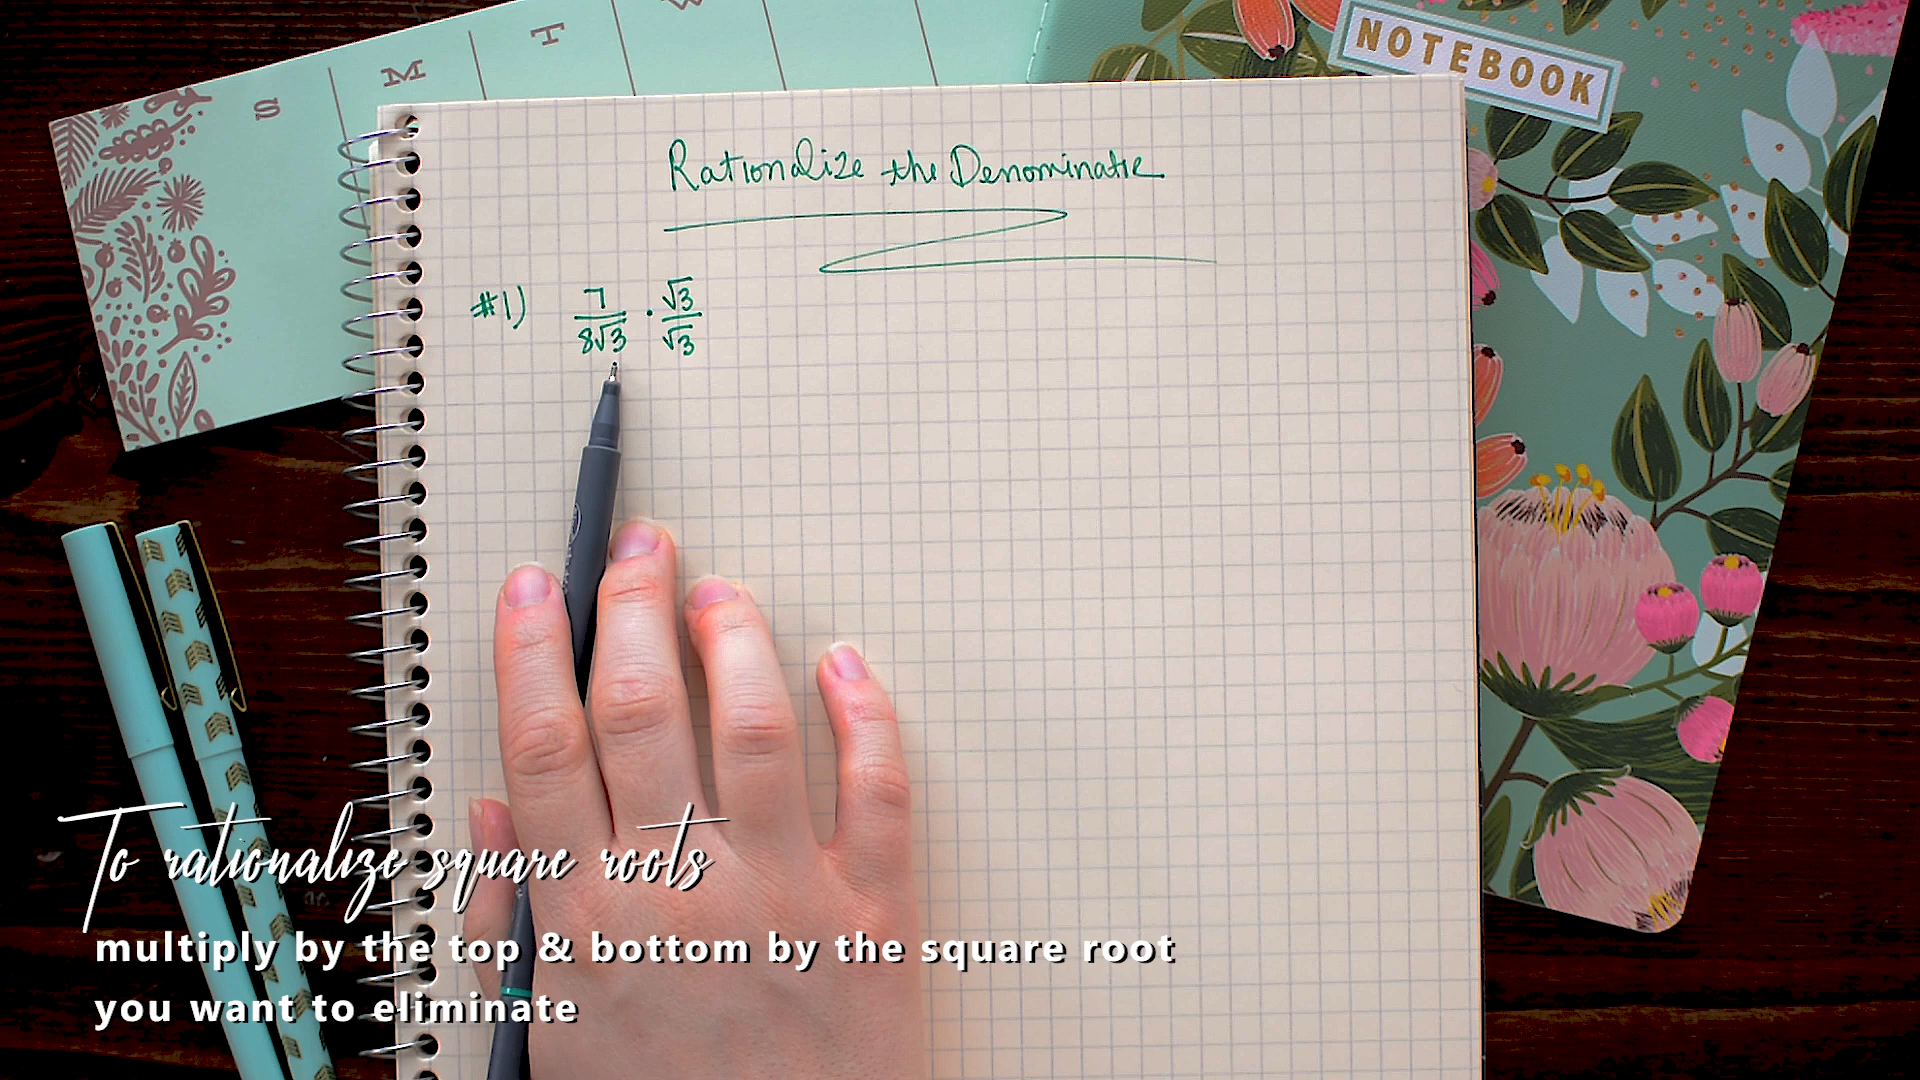 S M T W
NOTEBOOK
Rationalize the Denominator
#1) 7/8√3 · √3/√3
To rationalize square roots
multiply by the top & bottom by the square root
you want to eliminate